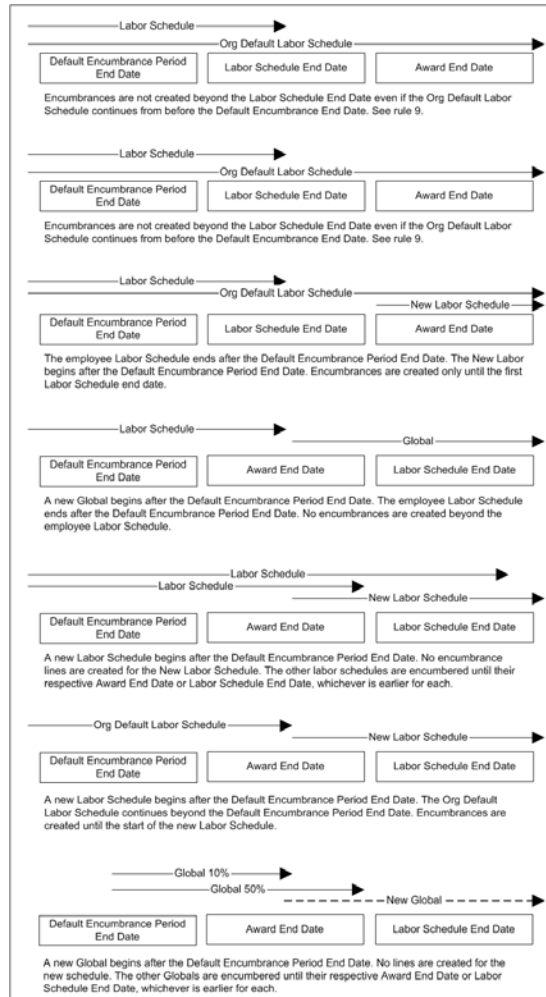 Labor Schedule
Org Default Labor Schedule
Default Encumbrance Period
End Date
Labor Schedule End Date
Award End Date
Encumbrances are not created beyond the Labor Schedule End Date even if the Org Default Labor
Schedule continues from before the Default Encumbrance End Date. See rule 9.
Labor Schedule
Org Default Labor Schedule
Default Encumbrance Period
End Date
Labor Schedule End Date
Award End Date
Encumbrances are not created beyond the Labor Schedule End Date even if the Org Default Labor
Schedule continues from before the Default Encumbrance End Date. See rule 9.
Labor Schedule
Org Default Labor Schedule
New Labor Schedule
Default Encumbrance Period
End Date
Labor Schedule End Date
Award End Date
The employee Labor Schedule ends after the Default Encumbrance Period End Date. The New Labor
begins after the Default Encumbrance Period End Date. Encumbrances are created only until the first
Labor Schedule end date.
Labor Schedule
Global
Default Encumbrance Period
End Date
Award End Date
Labor Schedule End Date
A new Global begins after the Default Encumbrance Period End Date. The employee Labor Schedule
ends after the Default Encumbrance Period End Date. No encumbrances are created beyond the
employee Labor Schedule.
Labor Schedule
Labor Schedule
New Labor Schedule
Default Encumbrance Period
End Date
Award End Date
Labor Schedule End Date
A new Labor Schedule begins after the Default Encumbrance Period End Date. No encumbrance
lines are created for the New Labor Schedule. The other labor schedules are encumbered until their
respective Award End Date or Labor Schedule End Date, whichever is earlier for each.
Org Default Labor Schedule
New Labor Schedule
Default Encumbrance Period
End Date
Award End Date
Labor Schedule End Date
A new Labor Schedule begins after the Default Encumbrance Period End Date. The Org Default
Labor Schedule continues beyond the Default Encumbrance Period End Date. Encumbrances are
created until the start of the new Labor Schedule.
Global 10%
Global 50%
New Global
Default Encumbrance Period
End Date
Award End Date
Labor Schedule End Date
A new Global begins after the Default Encumbrance Period End Date. No lines are created for the
new schedule. The other Globals are encumbered until their respective Award End Date or Labor
Schedule End Date, whichever is earlier for each.